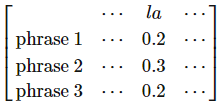 ⋯ la ⋯
phrase 1 ⋯ 0.2 ⋯
phrase 2 ⋯ 0.3 ⋯
phrase 3 ⋯ 0.2 ⋯